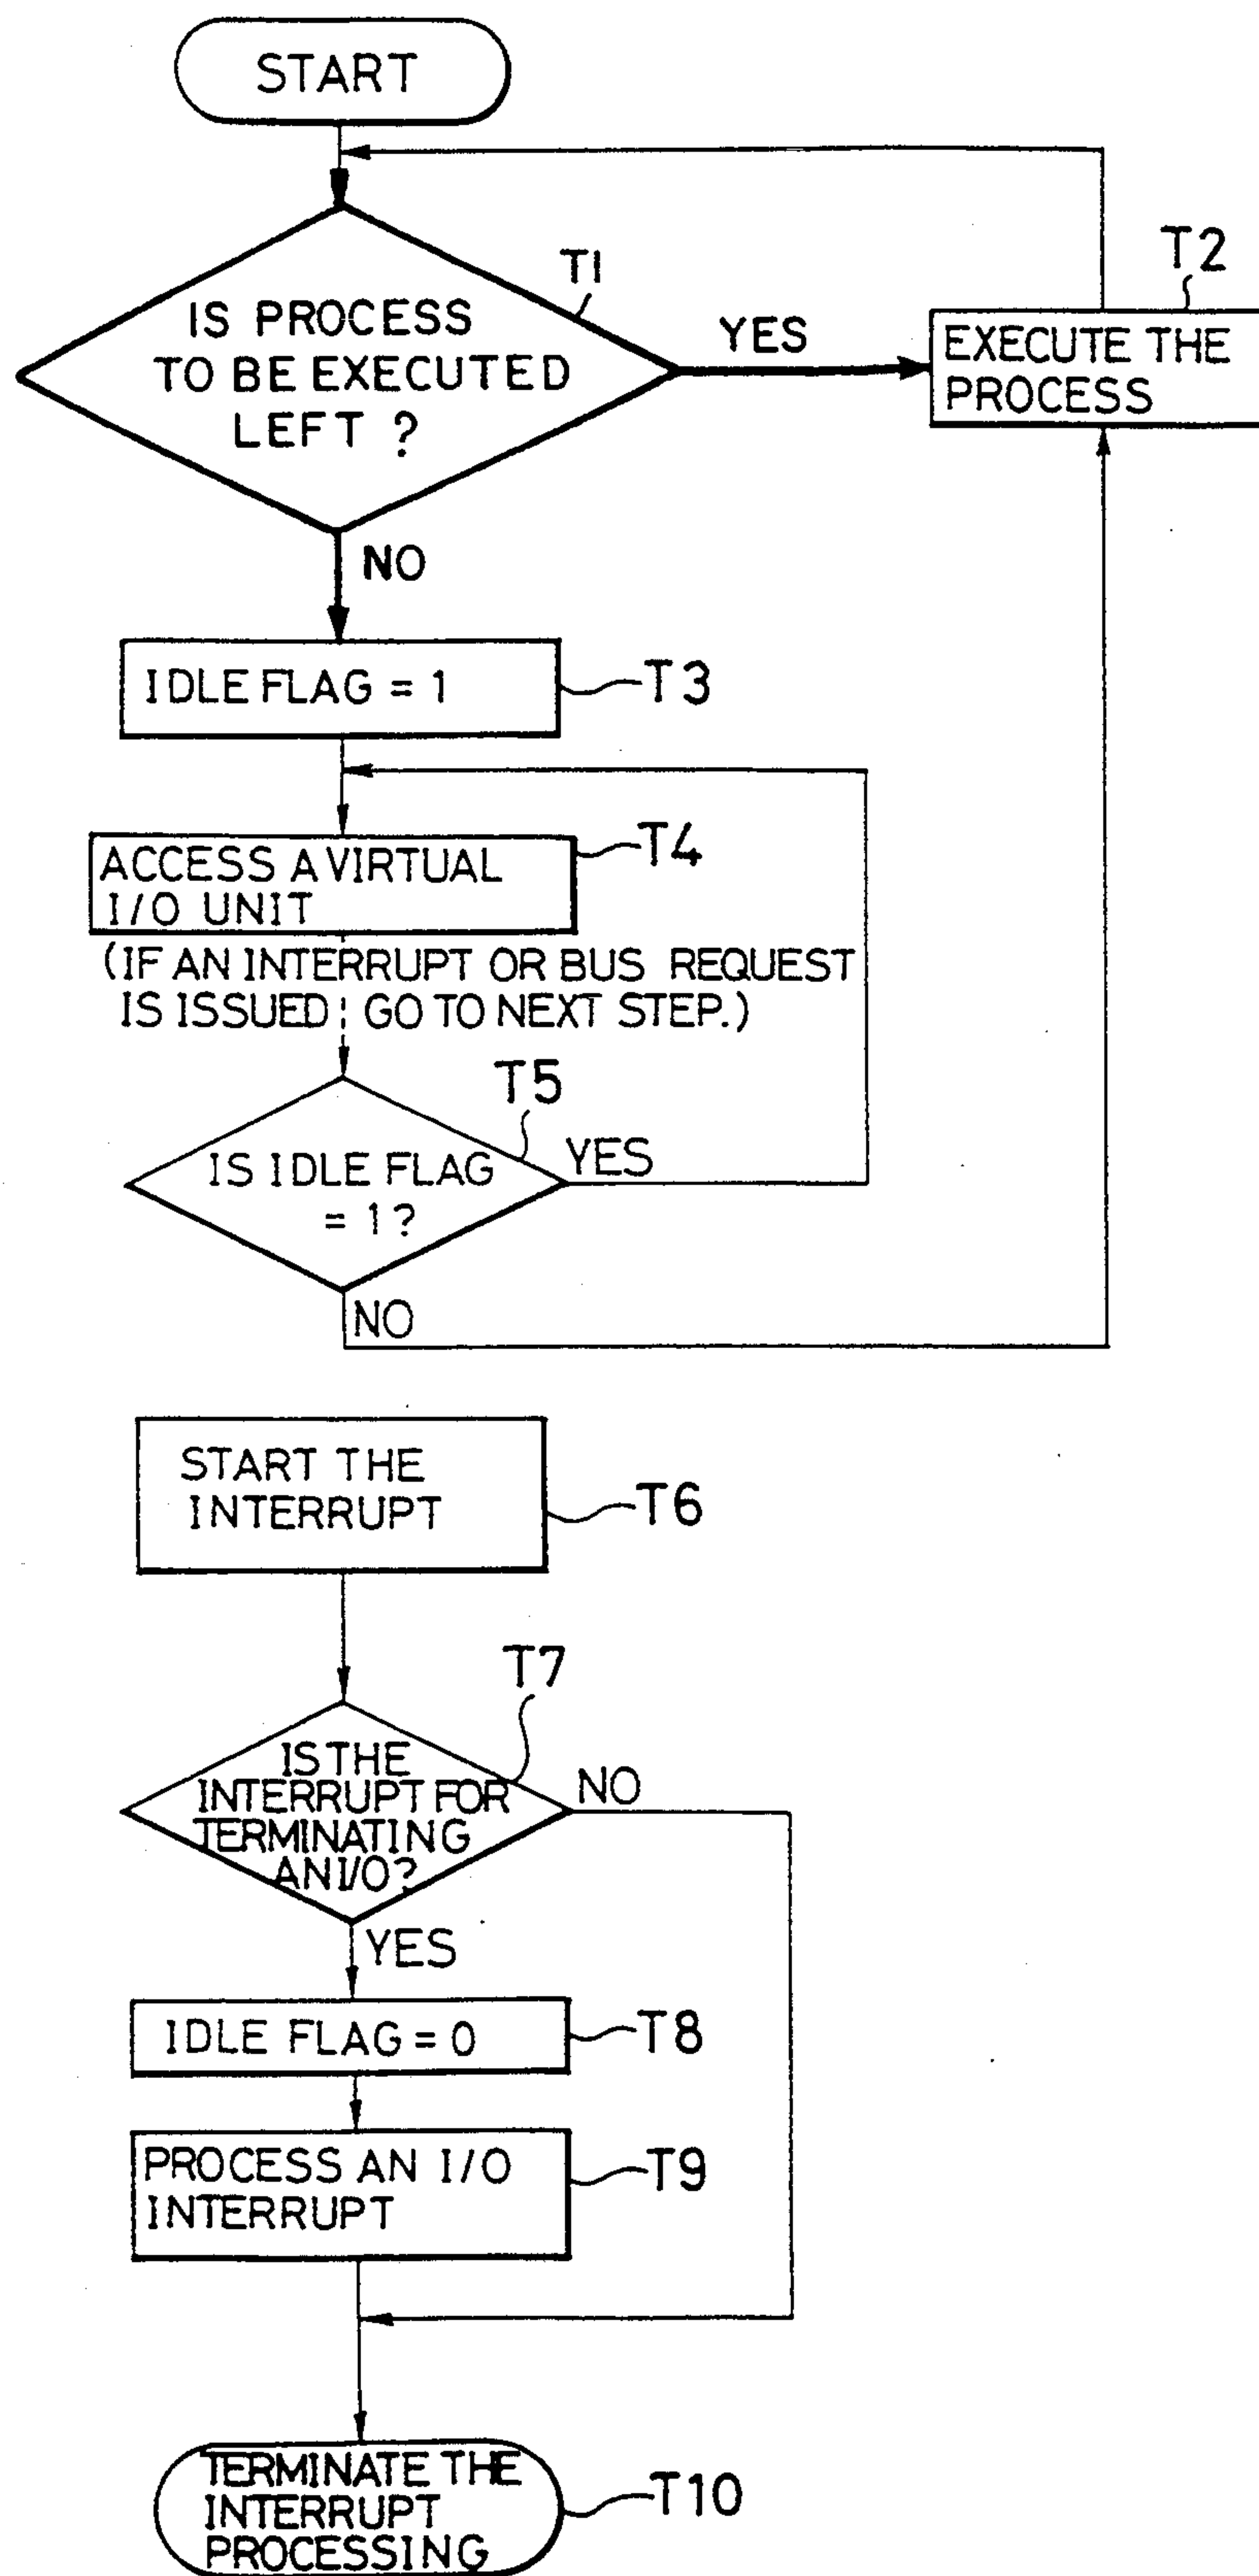 START
T1
IS PROCESS
TO BE EXECUTED
LEFT ?
YES
T2
EXECUTE THE
PROCESS
NO
IDLE FLAG = 1
T3
ACCESS A VIRTUAL
I/O UNIT
T4
(IF AN INTERRUPT OR BUS REQUEST
IS ISSUED, GO TO NEXT STEP.)
T5
IS IDLE FLAG
= 1?
YES
NO
START THE
INTERRUPT
T6
T7
IS THE
INTERRUPT FOR
TERMINATING
AN I/O?
NO
YES
IDLE FLAG = 0
T8
PROCESS AN I/O
INTERRUPT
T9
TERMINATE THE
INTERRUPT
PROCESSING
T10